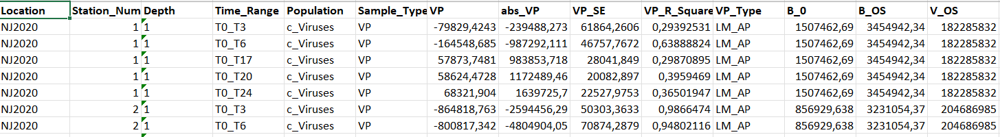 Location Station_Num Depth Time_Range Population Sample_Type VP abs_VP VP_SE VP_R_Square VP_Type B_0 B_OS V_OS
NJ2020 1 1 T0_T3 c_Viruses VP -79829,4243 -239488,273 61864,2606 0,29392531 LM_AP 1507462,69 3454942,34 182285832
NJ2020 1 1 T0_T6 c_Viruses VP -164548,685 -987292,111 46757,7672 0,63888824 LM_AP 1507462,69 3454942,34 182285832
NJ2020 1 1 T0_T17 c_Viruses VP 57873,7481 983853,718 28041,849 0,29870895 LM_AP 1507462,69 3454942,34 182285832
NJ2020 1 1 T0_T20 c_Viruses VP 58624,4728 1172489,46 20082,897 0,3959469 LM_AP 1507462,69 3454942,34 182285832
NJ2020 1 1 T0_T24 c_Viruses VP 68321,904 1639725,7 22527,9753 0,36501947 LM_AP 1507462,69 3454942,34 182285832
NJ2020 2 1 T0_T3 c_Viruses VP -864818,763 -2594456,29 50303,3633 0,9866474 LM_AP 856929,638 3231054,37 204686985
NJ2020 2 1 T0_T6 c_Viruses VP -800817,342 -4804904,05 70874,2879 0,94802116 LM_AP 856929,638 3231054,37 204686985